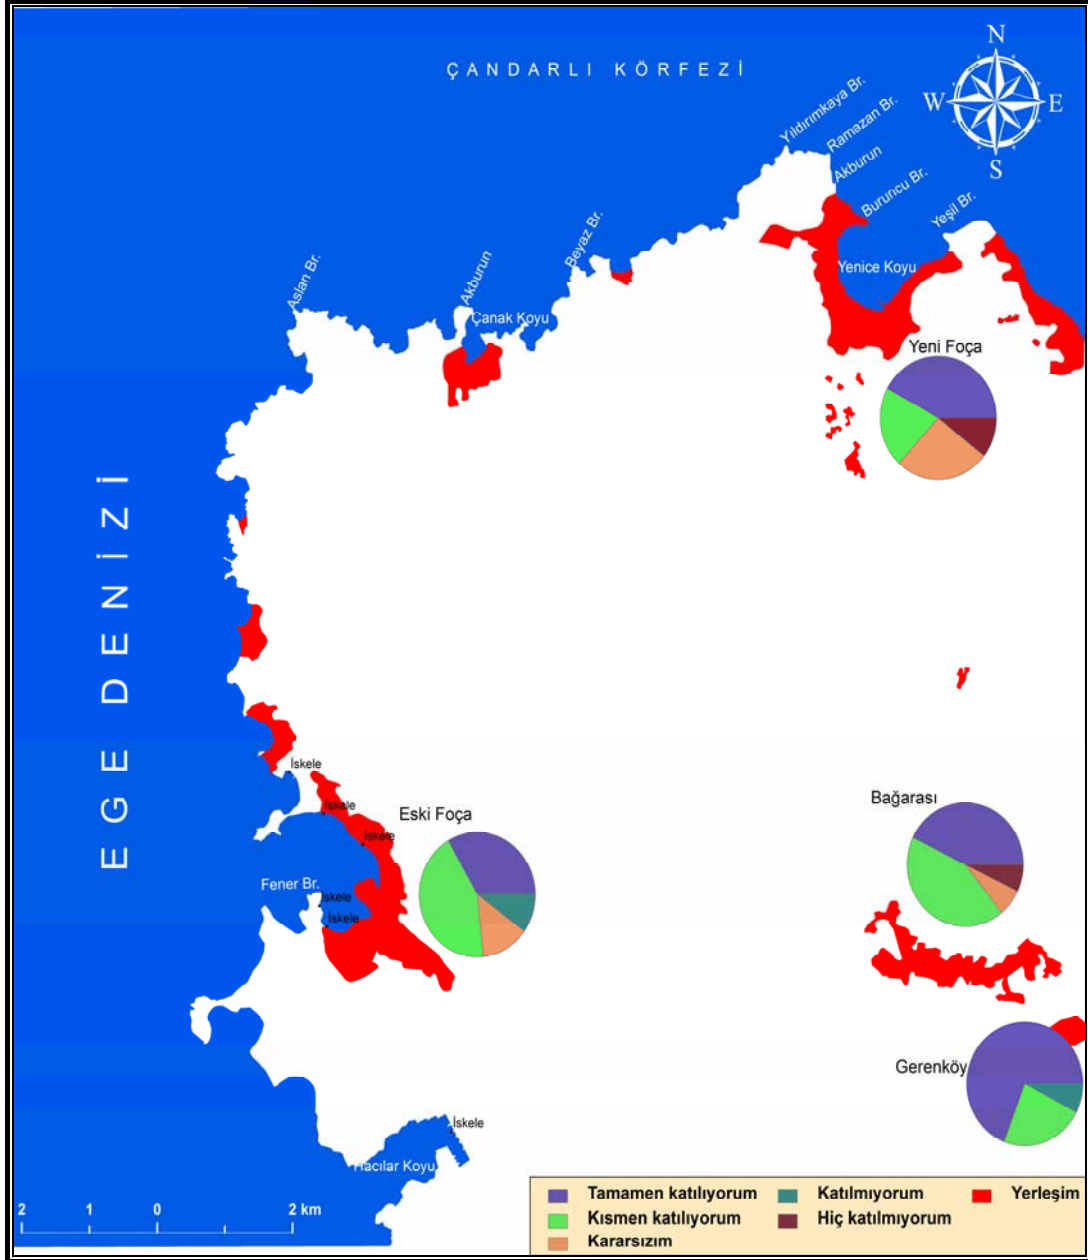 ÇANDARLI KÖRFEZİ
N
W
E
S
Yıldırımkaya Br.
Ramazan Br.
Akburun
Buruncu Br.
Yeşil Br.
Beyaz Br.
Yenice Koyu
Aslan Br.
Akburun
Çanak Koyu
Yeni Foça
EGE DENİZİ
İskele
Bağarası
İskele
Eski Foça
İskele
Fener Br.
İskele
İskele
Gerenköy
İskele
Hacılar Koyu
Tamamen katılıyorum
Katılmıyorum
Yerleşim
Kısmen katılıyorum
Hiç katılmıyorum
Kararsızım
2 1 0 2 km